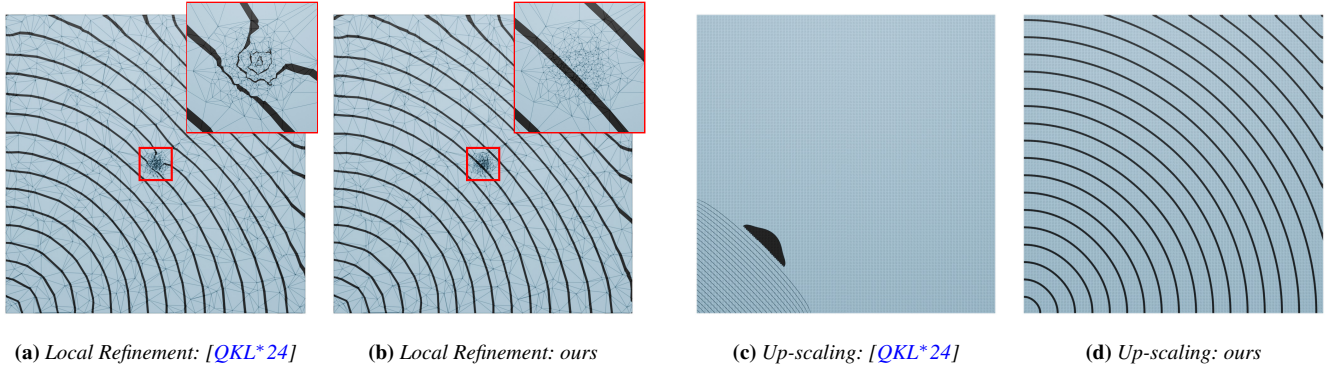 (a) Local Refinement: [QKL*24]
(b) Local Refinement: ours
(c) Up-scaling: [QKL*24]
(d) Up-scaling: ours